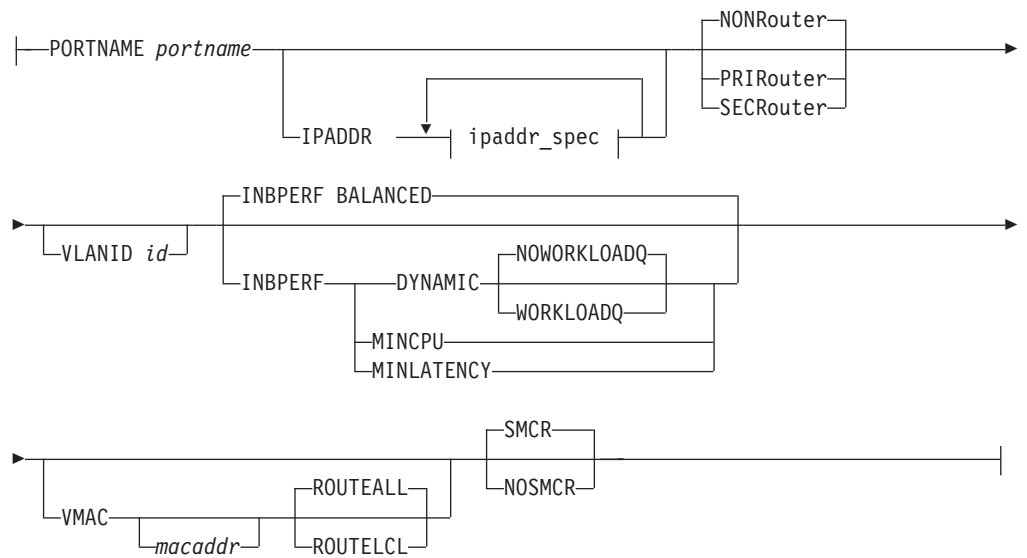 NONRouter
PORTNAME portname
PRIRouter
SECRouter
IPADDR ipaddr_spec
INBPERF BALANCED
VLANID id
NOWORKLOADQ
INBPERF DYNAMIC
WORKLOADQ
MINCPU
MINLATENCY
SMCR
ROUTEALL NOSMCR
VMAC
macaddr ROUTELCL